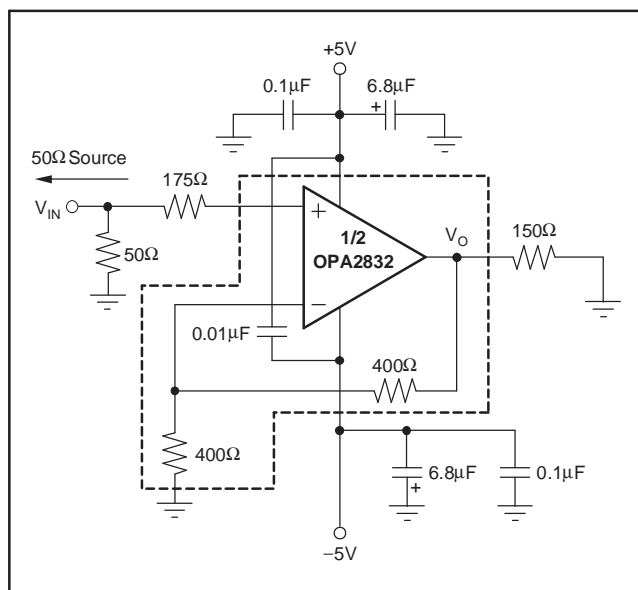 +5V
0.1µF
6.8µF
+
50Ω Source
175Ω
V_IN
+
1/2
OPA2832
V_O
150Ω
50Ω
−
0.01µF
400Ω
400Ω
6.8µF
+
0.1µF
−5V